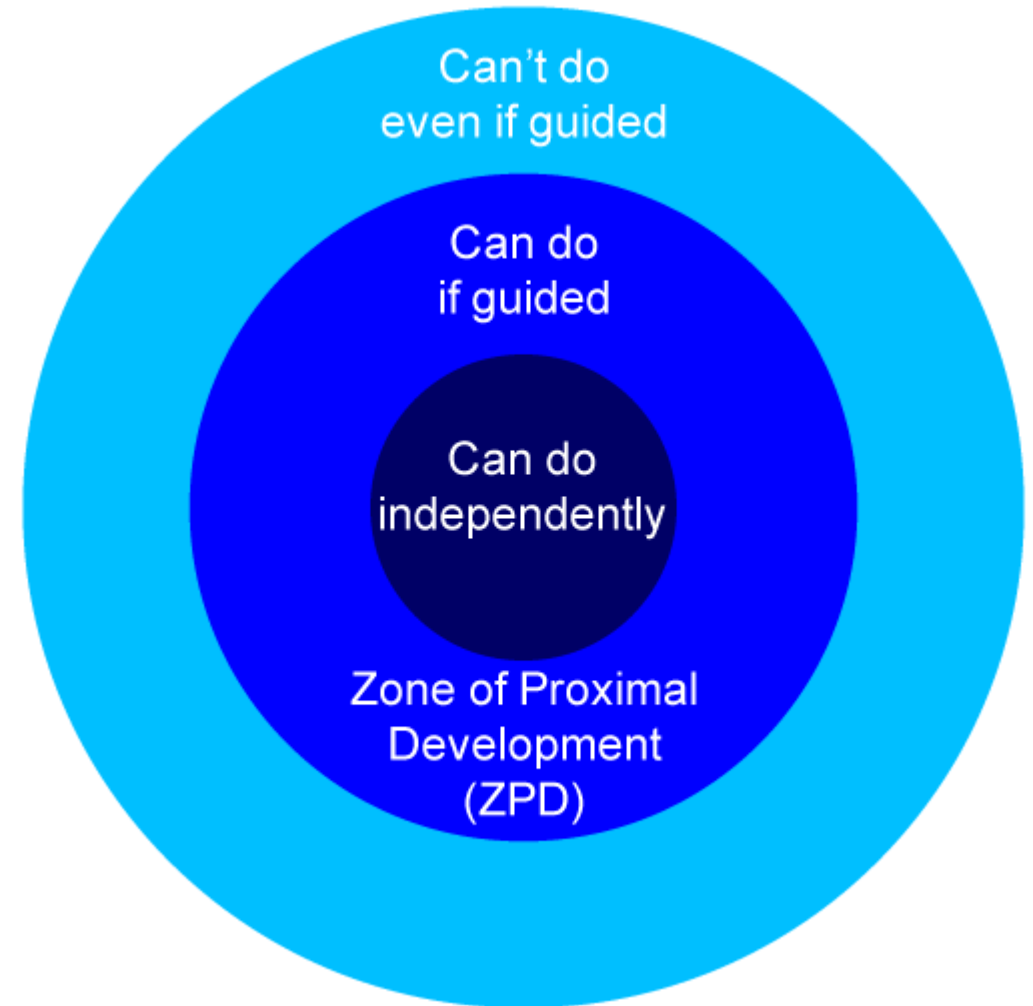 Can’t do
even if guided
Can do
if guided
Can do
independently
Zone of Proximal
Development
(ZPD)